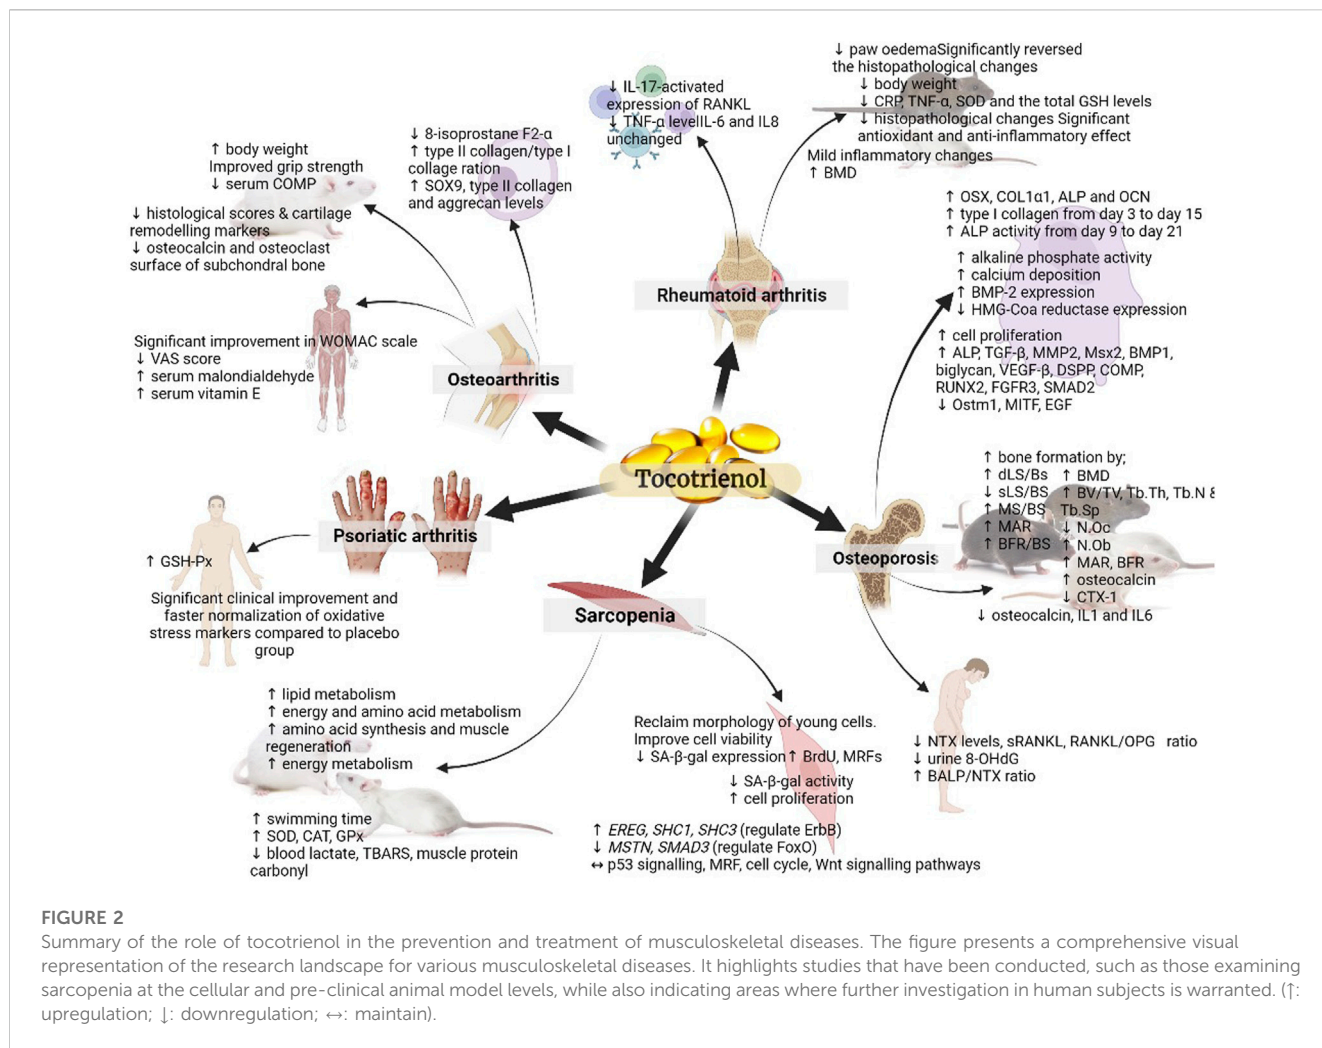 ↓ paw oedemaSignificantly reversed
the histopathological changes
↓ body weight
↓ CRP, TNF-α, SOD and the total GSH levels
↓ histopathological changes Significant
antioxidant and anti-inflammatory effect
Mild inflammatory changes
↑ BMD
↓ IL-17-activated
expression of RANKL
↓ TNF-α levelIL-6 and IL8
unchanged
↓ 8-isoprostane F2-α
↑ type II collagen/type I
collage ration
↑ SOX9, type II collagen
and aggrecan levels
↑ body weight
Improved grip strength
↓ serum COMP
↓ histological scores & cartilage
remodelling markers
↓ osteocalcin and osteoclast
surface of subchondral bone
Significant improvement in WOMAC scale
↓ VAS score
↑ serum malondialdehyde
↑ serum vitamin E
Osteoarthritis
Rheumatoid arthritis
↑ OSX, COL1α1, ALP and OCN
↑ type I collagen from day 3 to day 15
↑ ALP activity from day 9 to day 21
↑ alkaline phosphate activity
↑ calcium deposition
↑ BMP-2 expression
↓ HMG-Coa reductase expression
↑ cell proliferation
↑ ALP, TGF-β, MMP2, Msx2, BMP1,
biglycan, VEGF-β, DSPP, COMP,
RUNX2, FGFR3, SMAD2
↓ Ostm1, MITF, EGF
Tocotrienol
Psoriatic arthritis
↑ GSH-Px
Significant clinical improvement and
faster normalization of oxidative
stress markers compared to placebo
group
Osteoporosis
↑ bone formation by;
↑ dLS/Bs ↑ BMD
↓ sLS/BS ↑ BV/TV, Tb.Th, Tb.N &
↑ MS/BS Tb.Sp
↑ MAR ↓ N.Oc
↑ BFR/BS ↑ N.Ob
↑ MAR, BFR
↑ osteocalcin
↓ CTX-1
↓ osteocalcin, IL1 and IL6
↓ NTX levels, sRANKL, RANKL/OPG ratio
↓ urine 8-OHdG
↑ BALP/NTX ratio
Sarcopenia
↑ lipid metabolism
↑ energy and amino acid metabolism
↑ amino acid synthesis and muscle
regeneration
↑ energy metabolism
↑ swimming time
↑ SOD, CAT, GPx
↓ blood lactate, TBARS, muscle protein
carbonyl
Reclaim morphology of young cells.
Improve cell viability
↓ SA-β-gal expression↑ BrdU, MRFs
↓ SA-β-gal activity
↑ cell proliferation
↑ EREG, SHC1, SHC3 (regulate ErbB)
↓ MSTN, SMAD3 (regulate FoxO)
↔ p53 signalling, MRF, cell cycle, Wnt signalling pathways
FIGURE 2
Summary of the role of tocotrienol in the prevention and treatment of musculoskeletal diseases. The figure presents a comprehensive visual
representation of the research landscape for various musculoskeletal diseases. It highlights studies that have been conducted, such as those examining
sarcopenia at the cellular and pre-clinical animal model levels, while also indicating areas where further investigation in human subjects is warranted. (↑:
upregulation; ↓: downregulation; ↔: maintain).